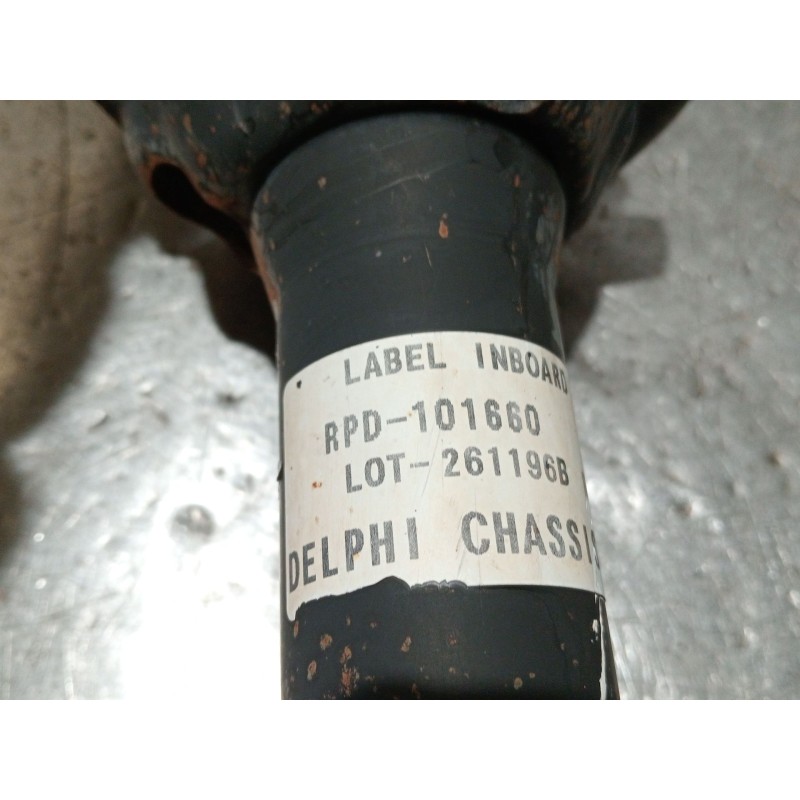 LABEL INBOARD
RPD-101660
LOT-261196B
DELPHI CHASSIS